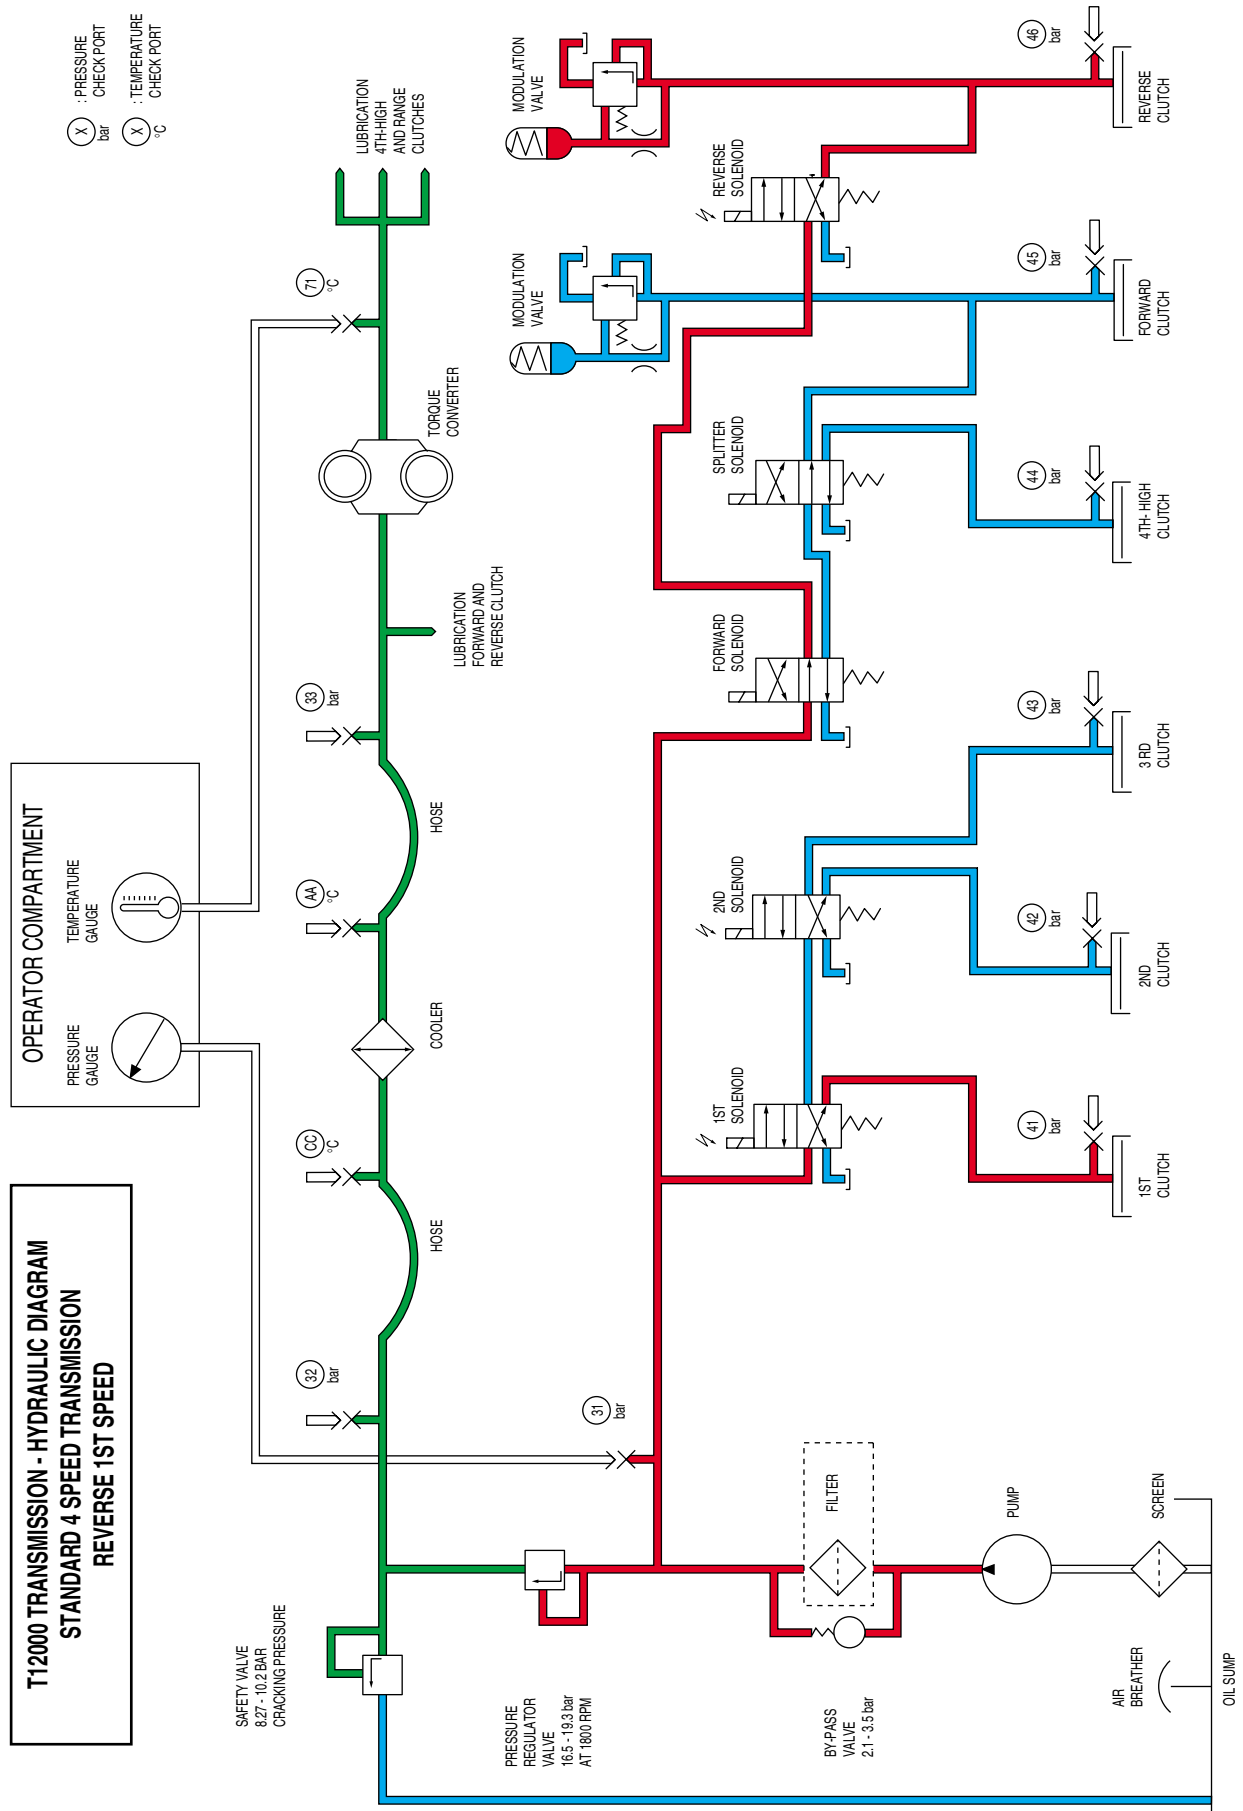 T12000 TRANSMISSION - HYDRAULIC DIAGRAM
STANDARD 4 SPEED TRANSMISSION
REVERSE 1ST SPEED
OPERATOR COMPARTMENT
PRESSURE
GAUGE
TEMPERATURE
GAUGE
X
bar
: PRESSURE
CHECK PORT
X
°C
: TEMPERATURE
CHECK PORT
SAFETY VALVE
8.27 - 10.2 BAR
CRACKING PRESSURE
32
bar
HOSE
CC
°C
COOLER
AA
°C
HOSE
33
bar
LUBRICATION
FORWARD AND
REVERSE CLUTCH
TORQUE
CONVERTER
71
°C
LUBRICATION
4TH-HIGH
AND RANGE
CLUTCHES
PRESSURE
REGULATOR
VALVE
16.5 - 19.3 bar
AT 1800 RPM
31
bar
MODULATION
VALVE
MODULATION
VALVE
1ST
SOLENOID
2ND
SOLENOID
FORWARD
SOLENOID
SPLITTER
SOLENOID
REVERSE
SOLENOID
BY-PASS
VALVE
2.1 - 3.5 bar
FILTER
PUMP
SCREEN
AIR
BREATHER
OIL SUMP
41
bar
1ST
CLUTCH
42
bar
2ND
CLUTCH
43
bar
3 RD
CLUTCH
44
bar
4TH- HIGH
CLUTCH
45
bar
FORWARD
CLUTCH
46
bar
REVERSE
CLUTCH